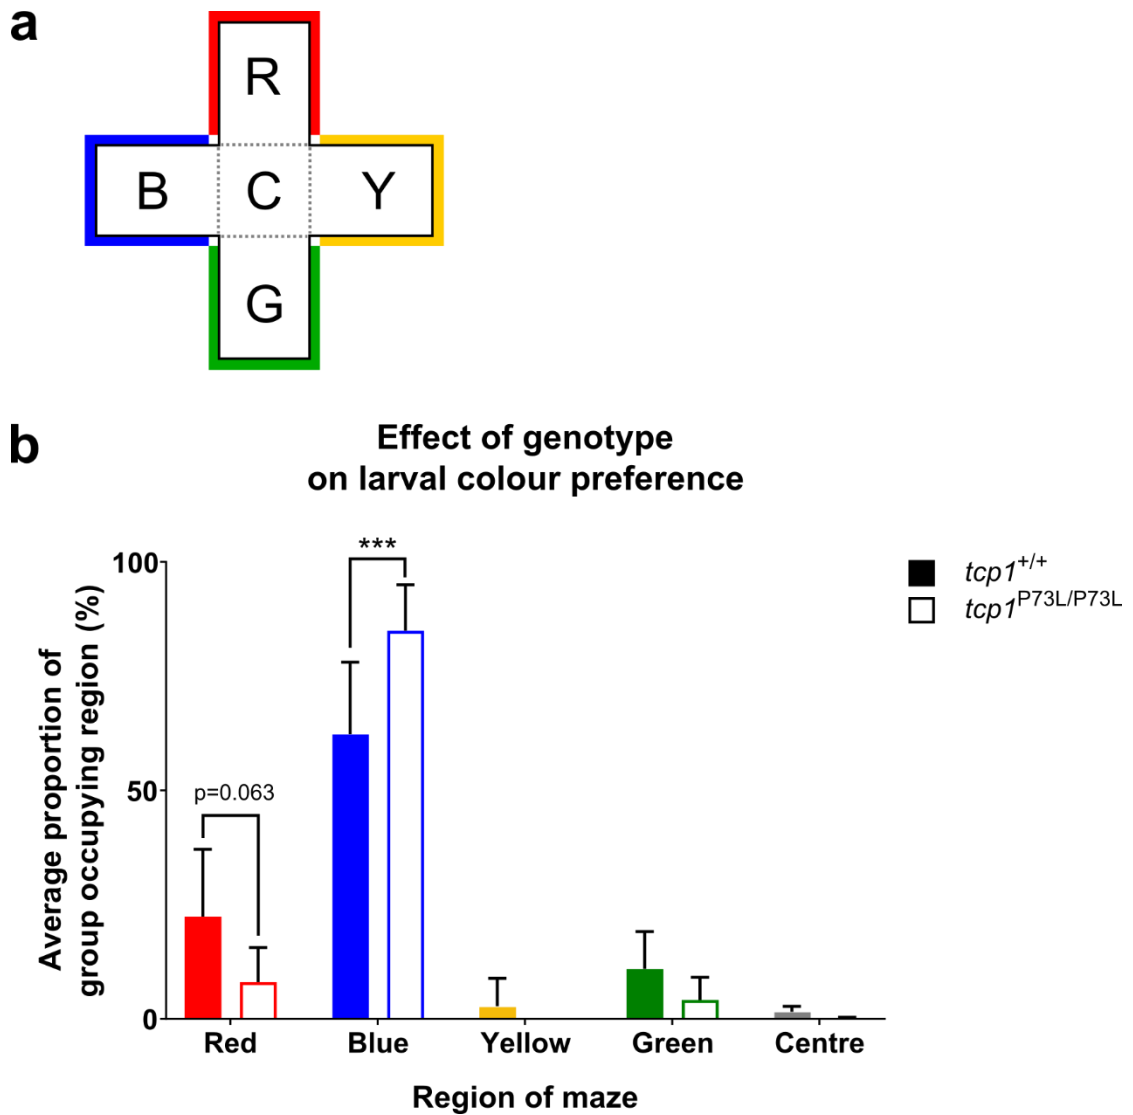 a
R
B C Y
G
b
Effect of genotype
on larval colour preference
Average proportion of
group occupying region (%)
100
50
0
p=0.063
***
tcp1+/+
tcp1P73L/P73L
Red Blue Yellow Green Centre
Region of maze